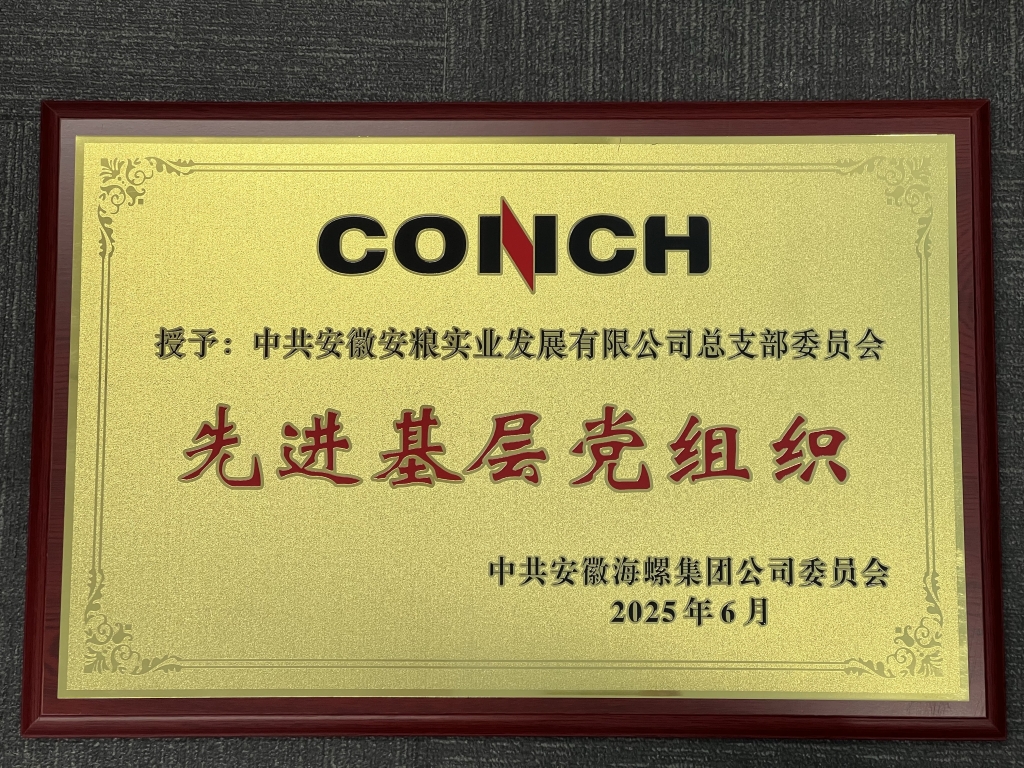 CONCH
授予：中共安徽安粮实业发展有限公司总支部委员会
先进基层党组织
中共安徽海螺集团公司委员会
2025年6月